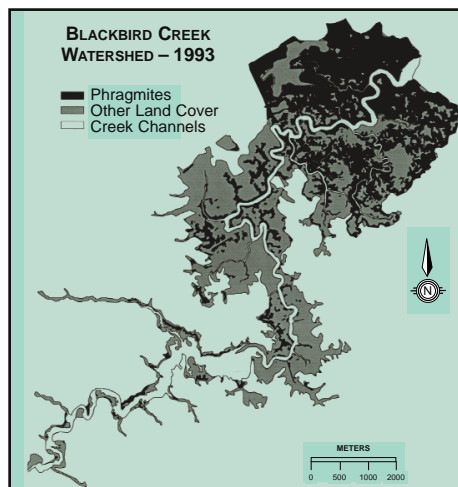 BLACKBIRD CREEK
WATERSHED – 1993
Phragmites
Other Land Cover
Creek Channels
N
METERS
0 500 1000 2000